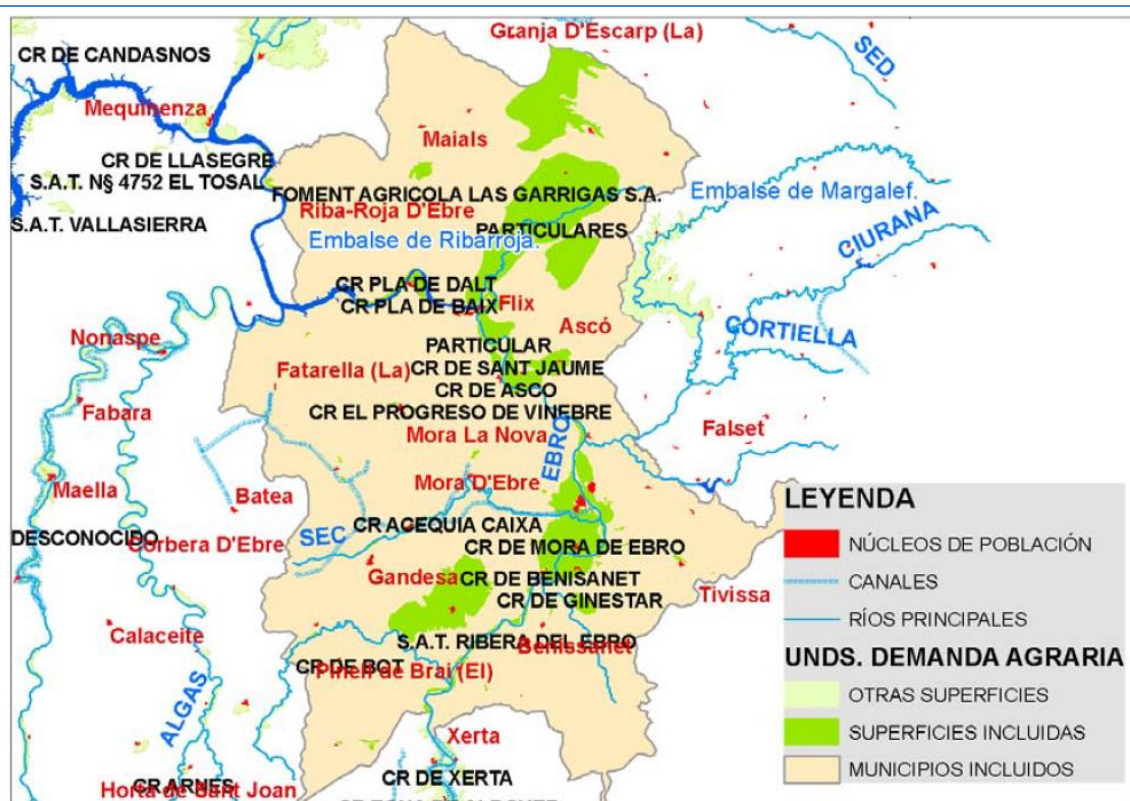 Granja D'Escarp (La)
SED
CR DE CANDASNOS
Mequinenza
Maials
CR DE LLASEGRE
S.A.T. N§ 4752 EL TOSAL
FOMENT AGRICOLA LAS GARRIGAS S.A.
Embalse de Margalef.
Riba-Roja D'Ebre
S.A.T. VALLASIERRA
PARTICULARES
CIURANA
Embalse de Ribarroja.
CR PLA DE DALT
CR PLA DE BAIX
Flix
Ascó
CORTIELLA
Nonaspe
PARTICULAR
Fatarella (La)
CR DE SANT JAUME
CR DE ASCO
Fabara
CR EL PROGRESO DE VINEBRE
Mora La Nova
EBRO
Falset
Maella
Batea
Mora D'Ebre
DESCONOCIDO
Corbera D'Ebre
SEC
CR ACEQUIA CAIXA
CR DE MORA DE EBRO
Gandesa
CR DE BENISANET
CR DE GINESTAR
Tivissa
Calaceite
S.A.T. RIBERA DEL EBRO
Benissanet
CR DE BOT
Pinell de Brai (El)
ALGAS
Xerta
CR DE XERTA
CR ARNES
Horta de Sant Joan
LEYENDA
NÚCLEOS DE POBLACIÓN
CANALES
RÍOS PRINCIPALES
UNDS. DEMANDA AGRARIA
OTRAS SUPERFICIES
SUPERFICIES INCLUIDAS
MUNICIPIOS INCLUIDOS